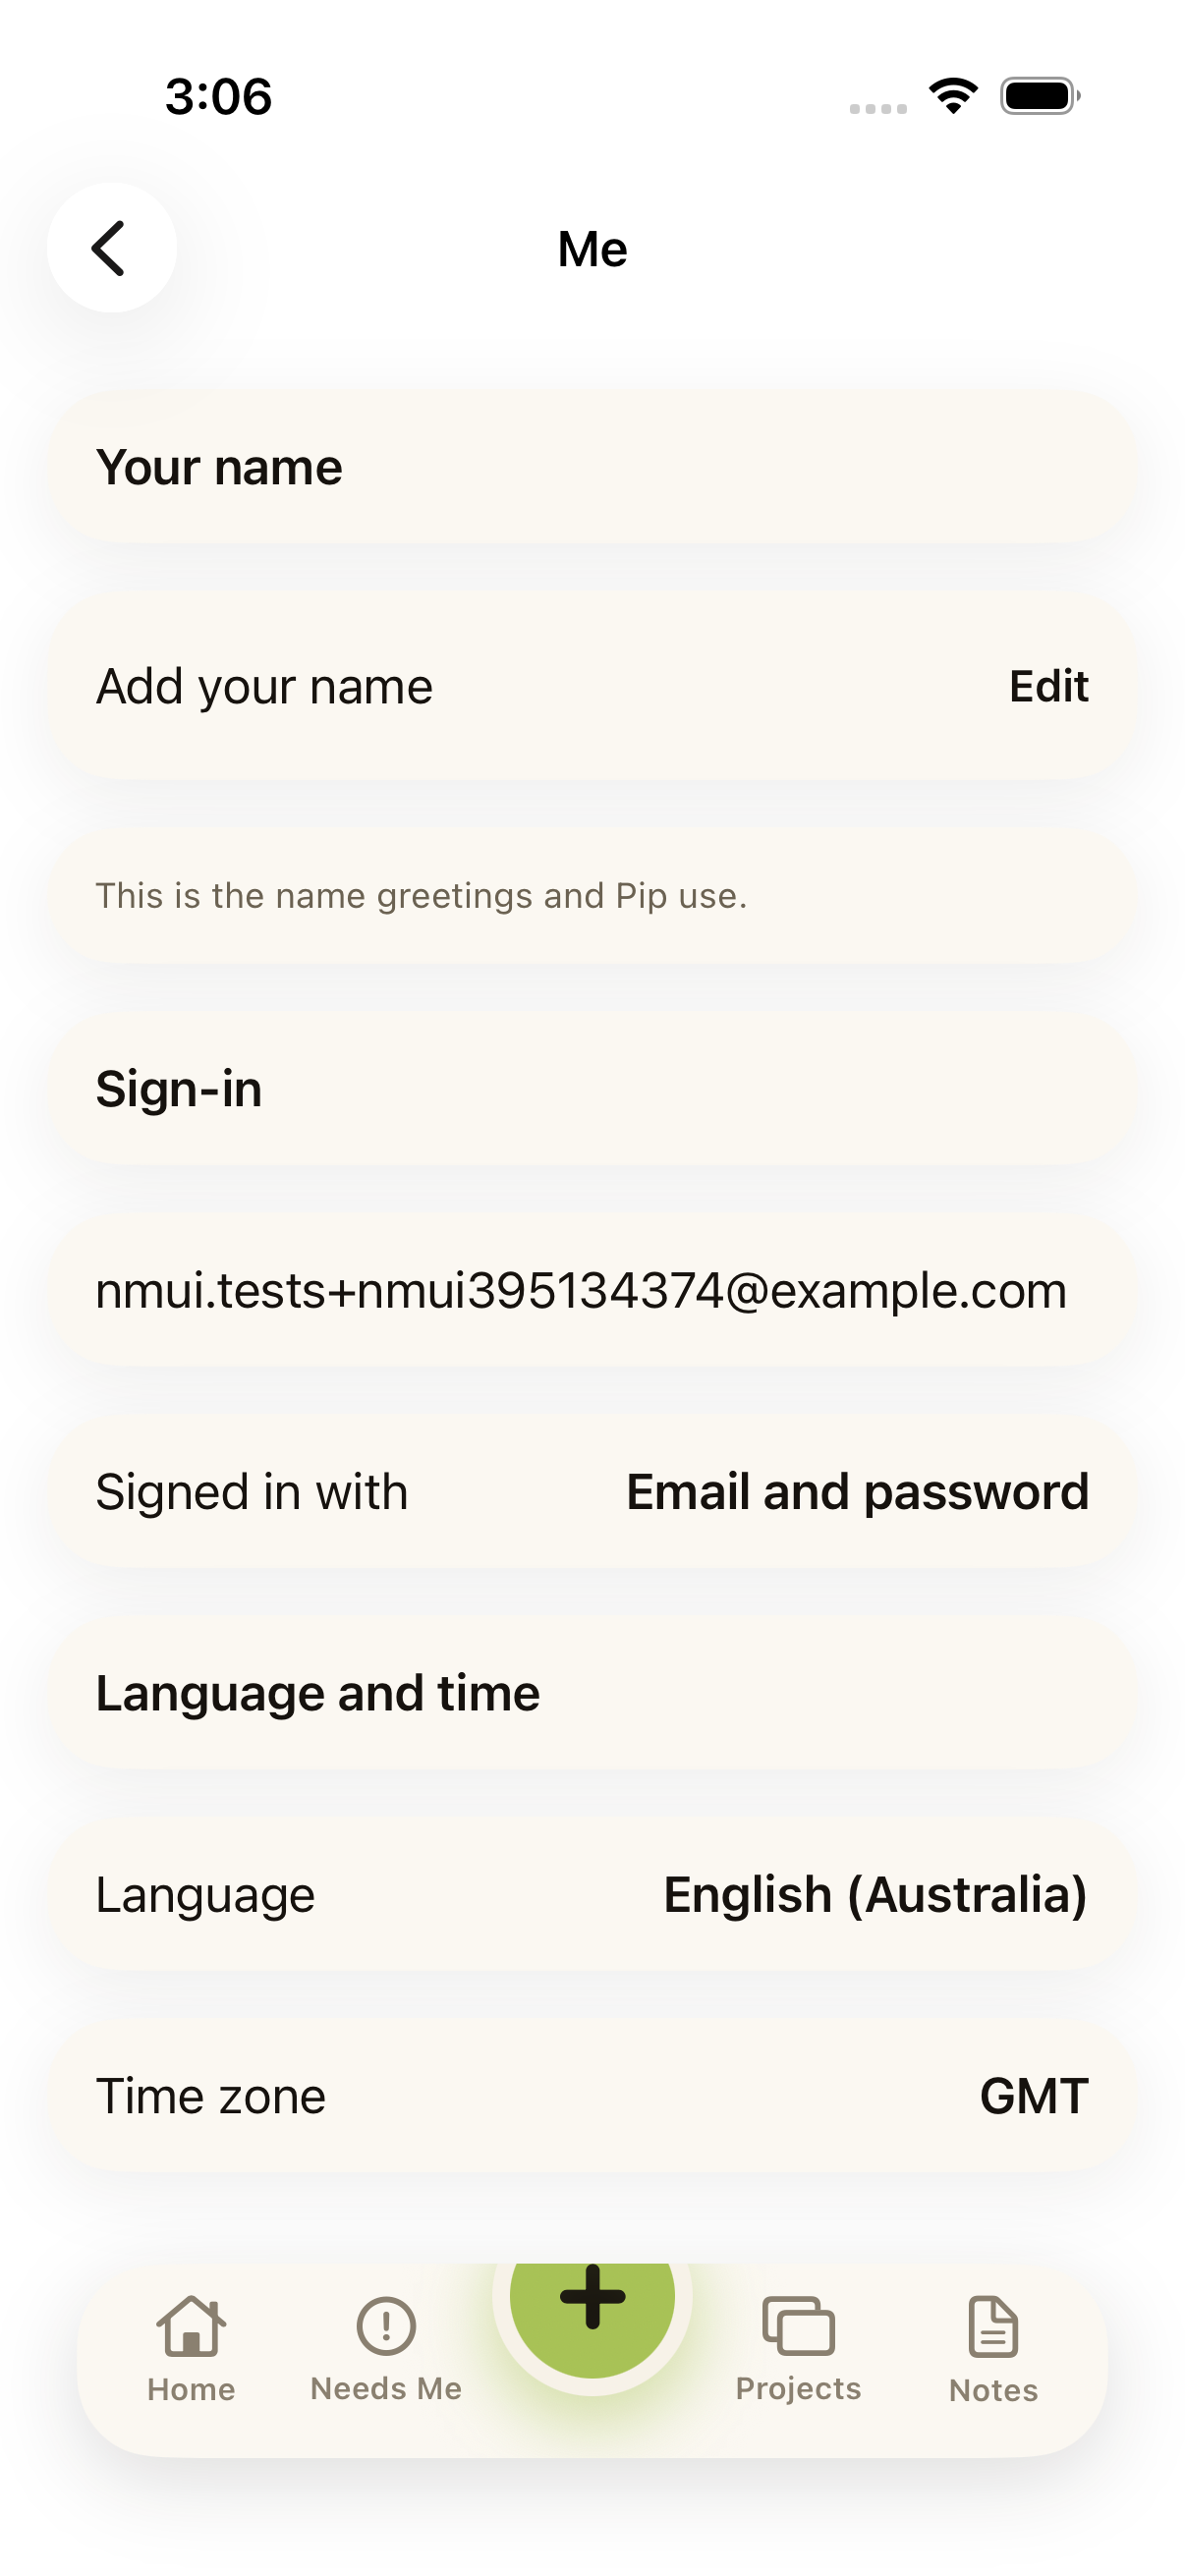 3:06
Me
Your name
Add your name
Edit
This is the name greetings and Pip use.
Sign-in
nmui.tests+nmui395134374@example.com
Signed in with
Email and password
Language and time
Language
English (Australia)
Time zone
GMT
Home
Needs Me
Projects
Notes